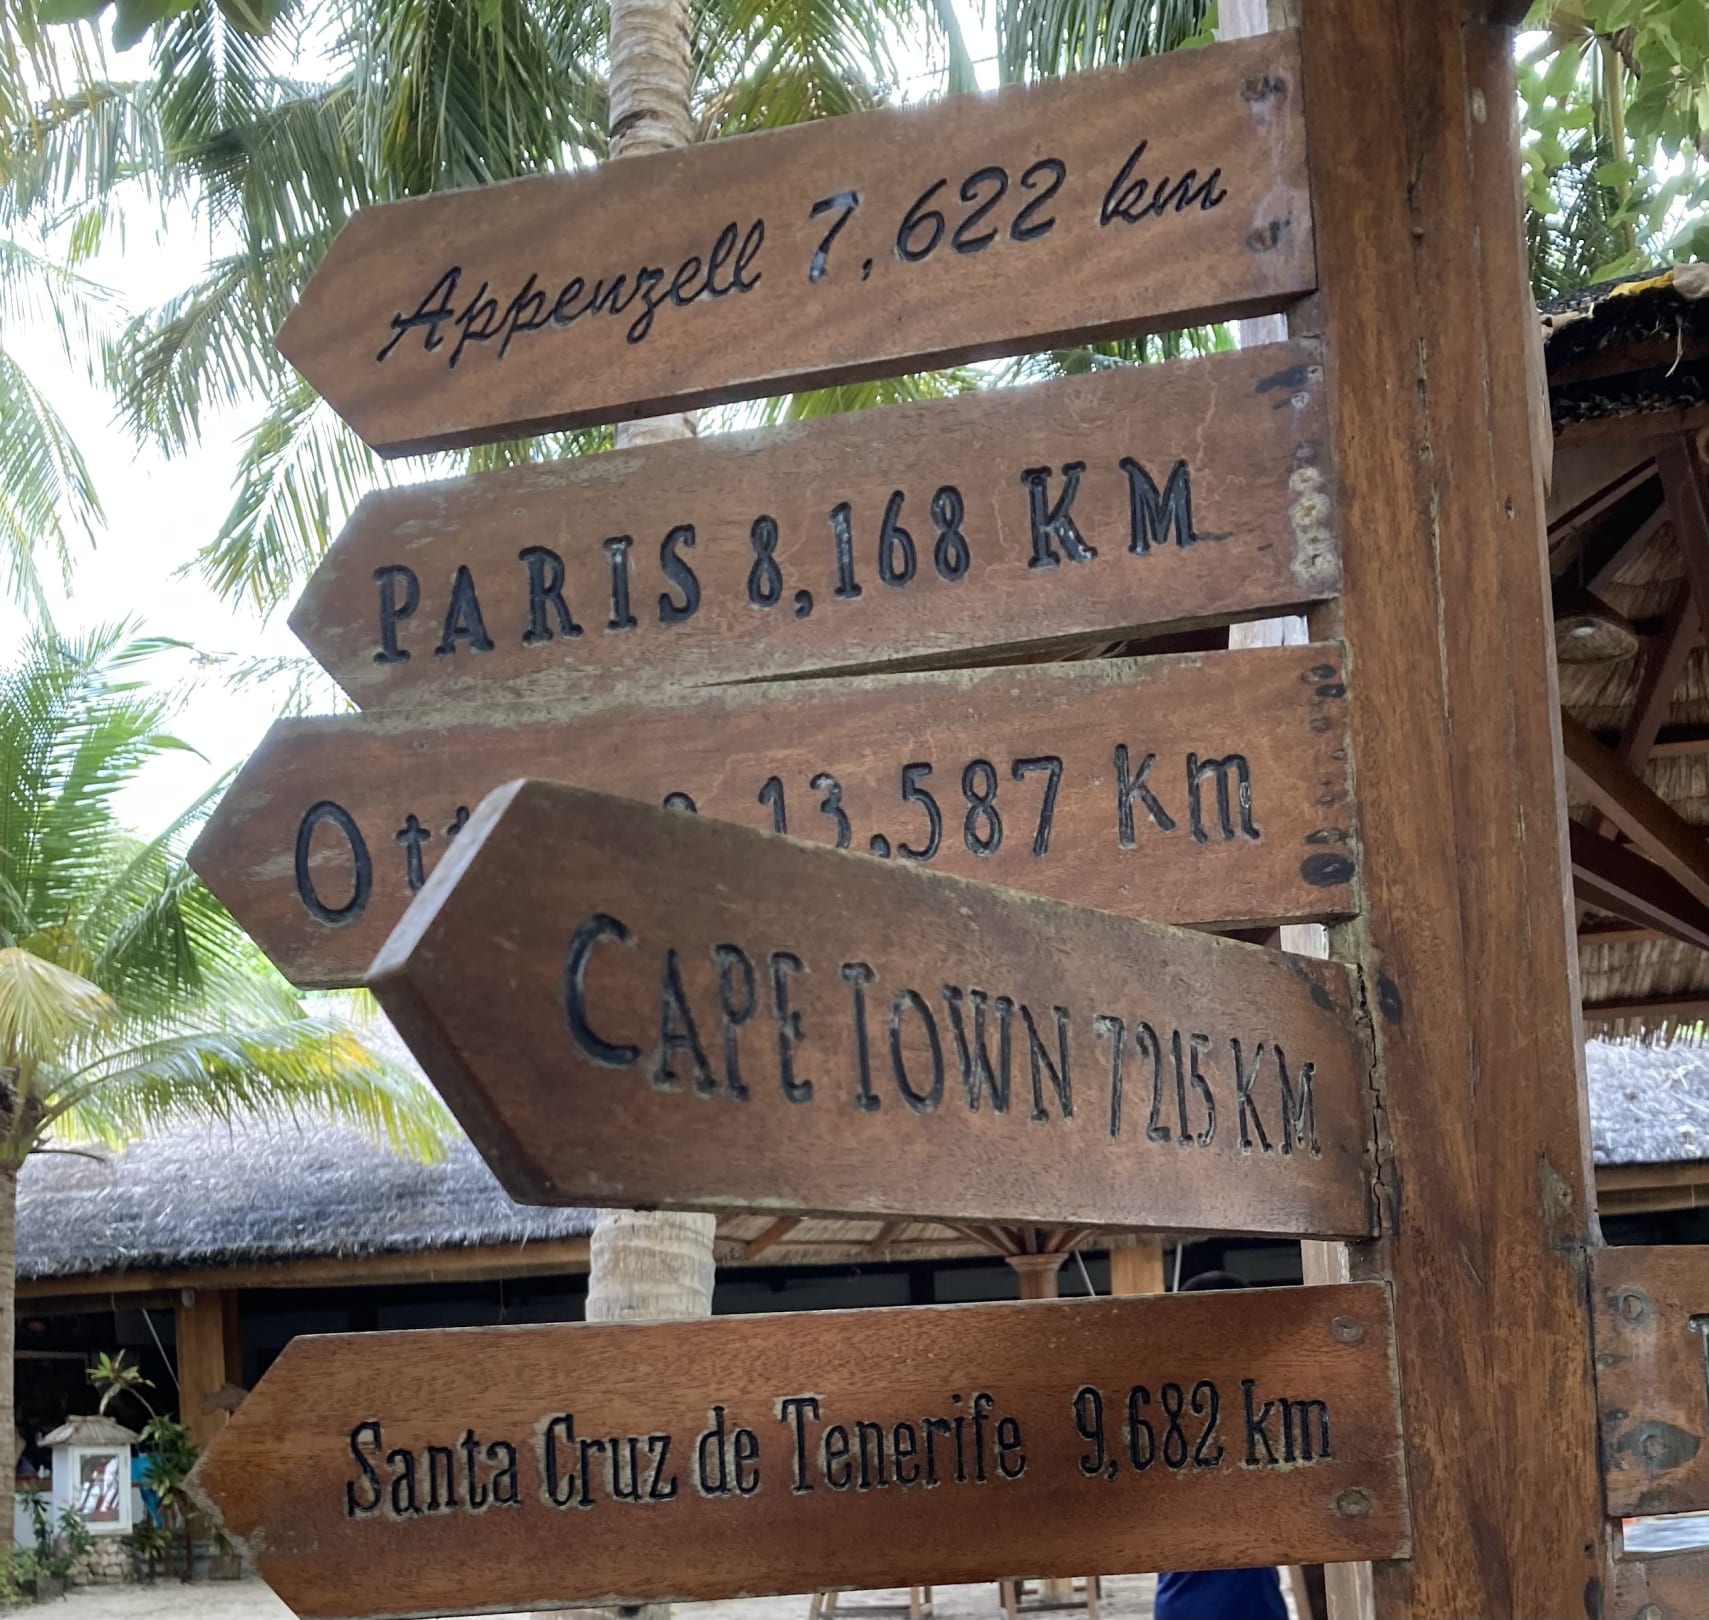 Appenzell 7,622 km
PARIS 8,168 KM
13,587 Km
CAPE TOWN 7215 KM
Santa Cruz de Tenerife 9,682 km